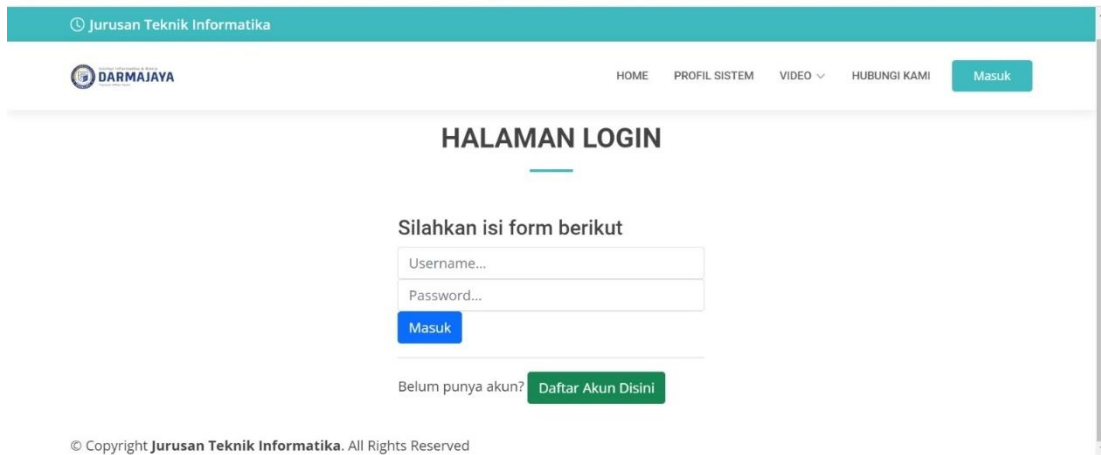 Jurusan Teknik Informatika
DARMAJAYA
HOME PROFIL SISTEM VIDEO HUBUNGI KAMI Masuk
HALAMAN LOGIN
Silahkan isi form berikut
Username...
Password...
Masuk
Belum punya akun? Daftar Akun Disini
© Copyright Jurusan Teknik Informatika. All Rights Reserved